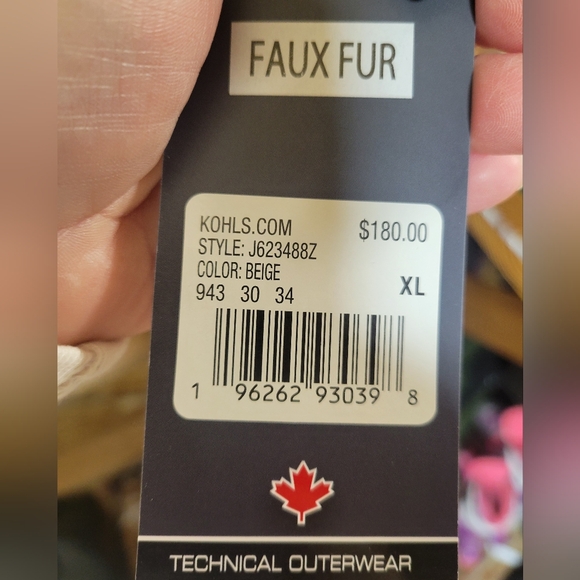 FAUX FUR
KOHLS.COM $180.00
STYLE: J623488Z
COLOR: BEIGE
943 30 34 XL
1 96262 93039 8
TECHNICAL OUTERWEAR